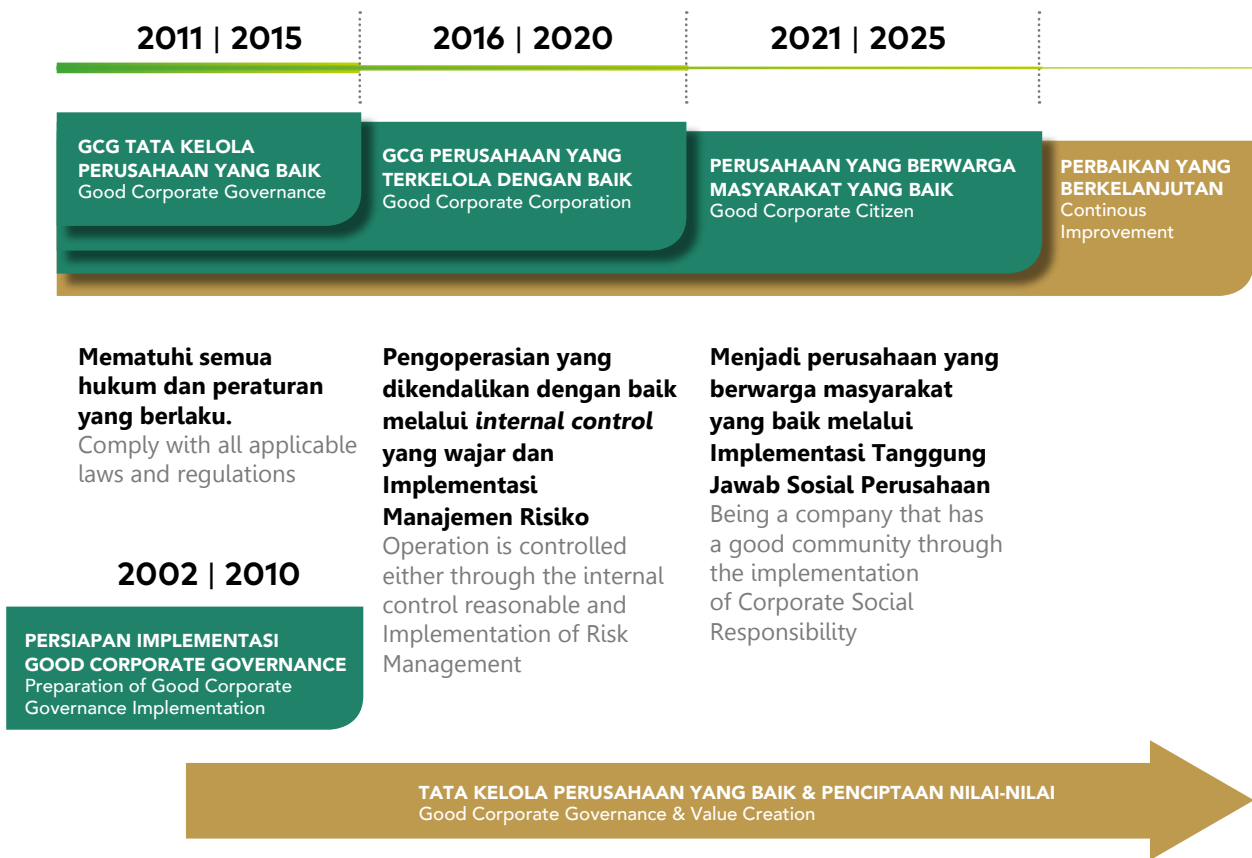 2011 | 2015
2016 | 2020
2021 | 2025
GCG TATA KELOLA
PERUSAHAAN YANG BAIK
Good Corporate Governance
GCG PERUSAHAAN YANG
TERKELOLA DENGAN BAIK
Good Corporate Corporation
PERUSAHAAN YANG BERWARGA
MASYARAKAT YANG BAIK
Good Corporate Citizen
PERBAIKAN YANG
BERKELANJUTAN
Continous
Improvement
Mematuhi semua
hukum dan peraturan
yang berlaku.
Comply with all applicable
laws and regulations
Pengoperasian yang
dikendalikan dengan baik
melalui internal control
yang wajar dan
Implementasi
Manajemen Risiko
Operation is controlled
either through the internal
control reasonable and
Implementation of Risk
Management
Menjadi perusahaan yang
berwarga masyarakat
yang baik melalui
Implementasi Tanggung
Jawab Sosial Perusahaan
Being a company that has
a good community through
the implementation
of Corporate Social
Responsibility
2002 | 2010
PERSIAPAN IMPLEMENTASI
GOOD CORPORATE GOVERNANCE
Preparation of Good Corporate
Governance Implementation
TATA KELOLA PERUSAHAAN YANG BAIK & PENCIPTAAN NILAI-NILAI
Good Corporate Governance & Value Creation